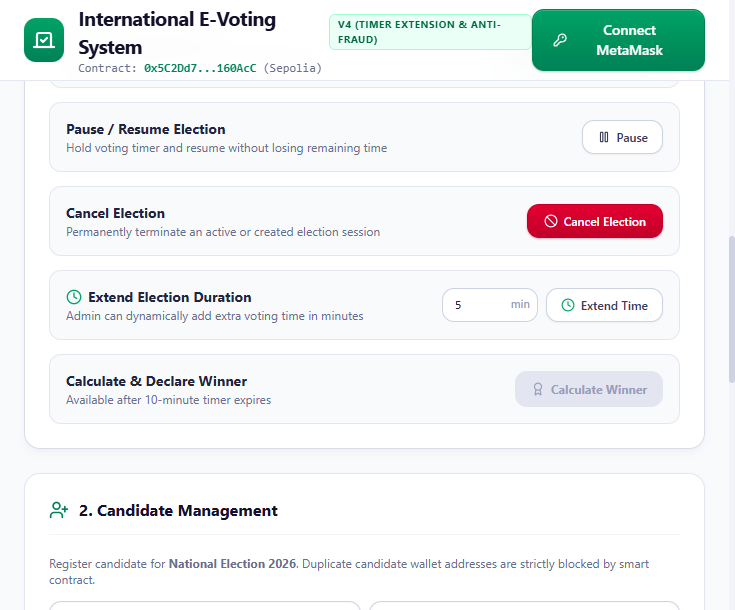 International E-Voting
System
Contract: 0x5C2Dd7...160AcC (Sepolia)
V4 (TIMER EXTENSION & ANTI-
FRAUD)
Connect
MetaMask
Pause / Resume Election
Hold voting timer and resume without losing remaining time
Pause
Cancel Election
Permanently terminate an active or created election session
Cancel Election
Extend Election Duration
Admin can dynamically add extra voting time in minutes
5 min
Extend Time
Calculate & Declare Winner
Available after 10-minute timer expires
Calculate Winner
2. Candidate Management
Register candidate for National Election 2026. Duplicate candidate wallet addresses are strictly blocked by smart
contract.